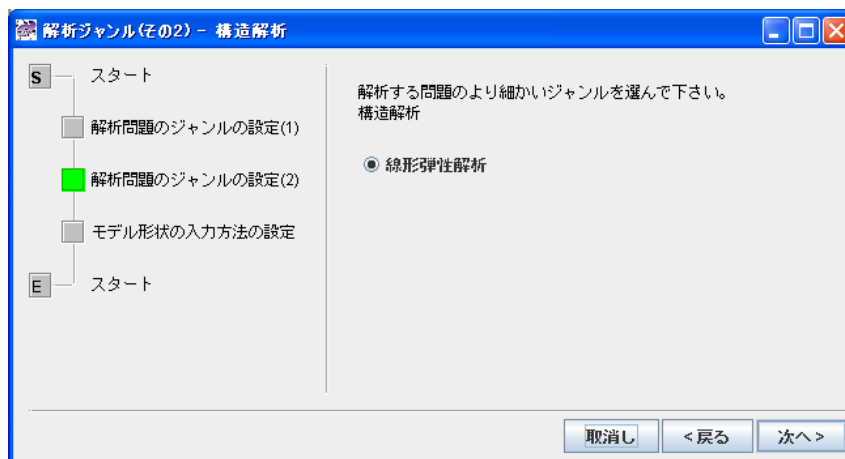 解析ジャンル(その2) - 構造解析
S スタート
解析問題のジャンルの設定(1)
解析問題のジャンルの設定(2)
モデル形状の入力方法の設定
E スタート
解析する問題のより細かいジャンルを選んで下さい。
構造解析
線形弾性解析
取消し
<戻る
次へ>